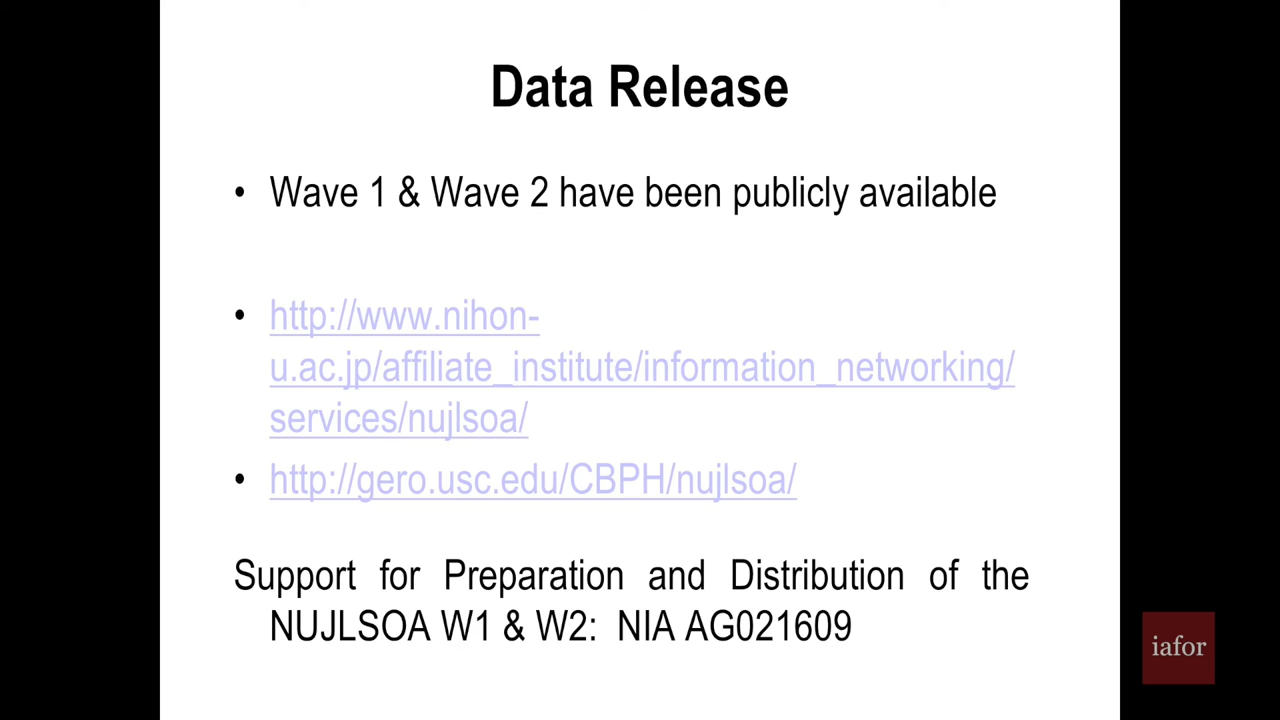 Data Release
• Wave 1 & Wave 2 have been publicly available
• http://www.nihon-
u.ac.jp/affiliate_institute/information_networking/
services/nujlsoa/
• http://gero.usc.edu/CBPH/nujlsoa/
Support for Preparation and Distribution of the
NUJLSOA W1 & W2: NIA AG021609
iafor